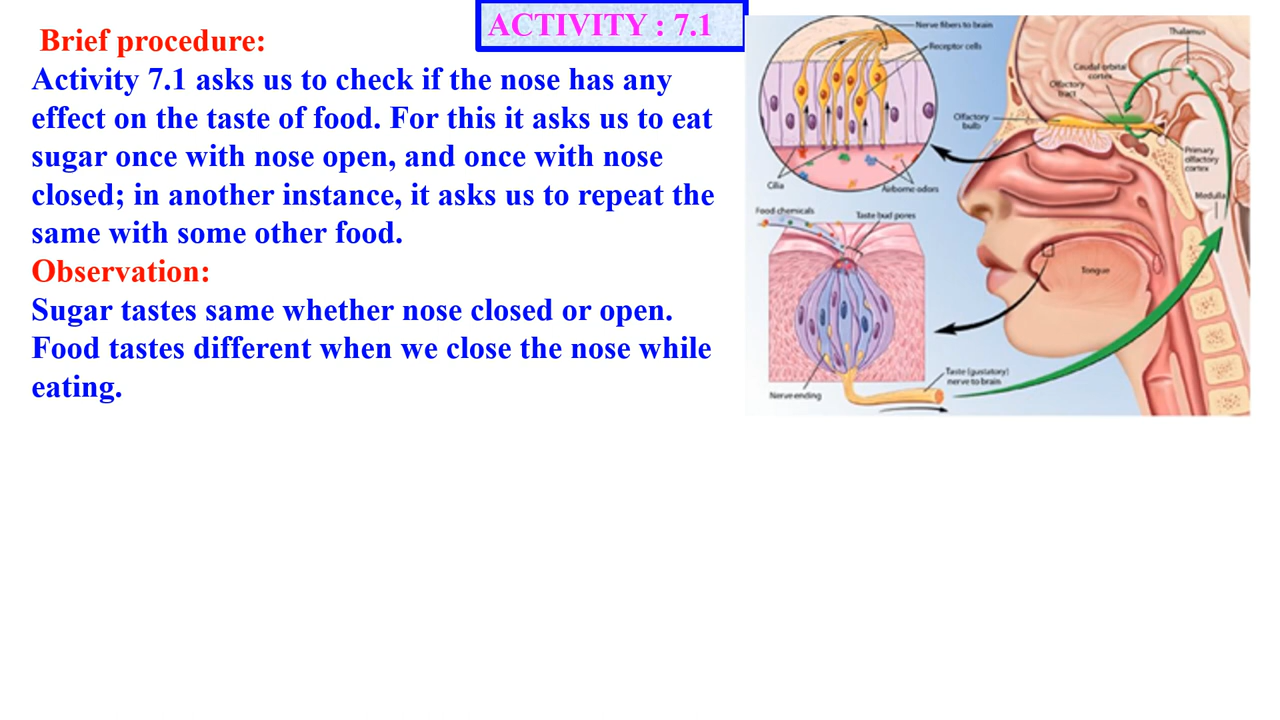 ACTIVITY : 7.1
Brief procedure:
Activity 7.1 asks us to check if the nose has any
effect on the taste of food. For this it asks us to eat
sugar once with nose open, and once with nose
closed; in another instance, it asks us to repeat the
same with some other food.
Observation:
Sugar tastes same whether nose closed or open.
Food tastes different when we close the nose while
eating.
Nerve fibers to brain
Receptor cells
Thalamus
Caudal orbital
cortex
Olfactory
tract
Olfactory
bulb
Primary
olfactory
cortex
Cilia
Airborne odors
Medulla
Food chemicals
Taste bud pores
Tongue
Taste (gustatory)
nerve to brain
Nerve ending